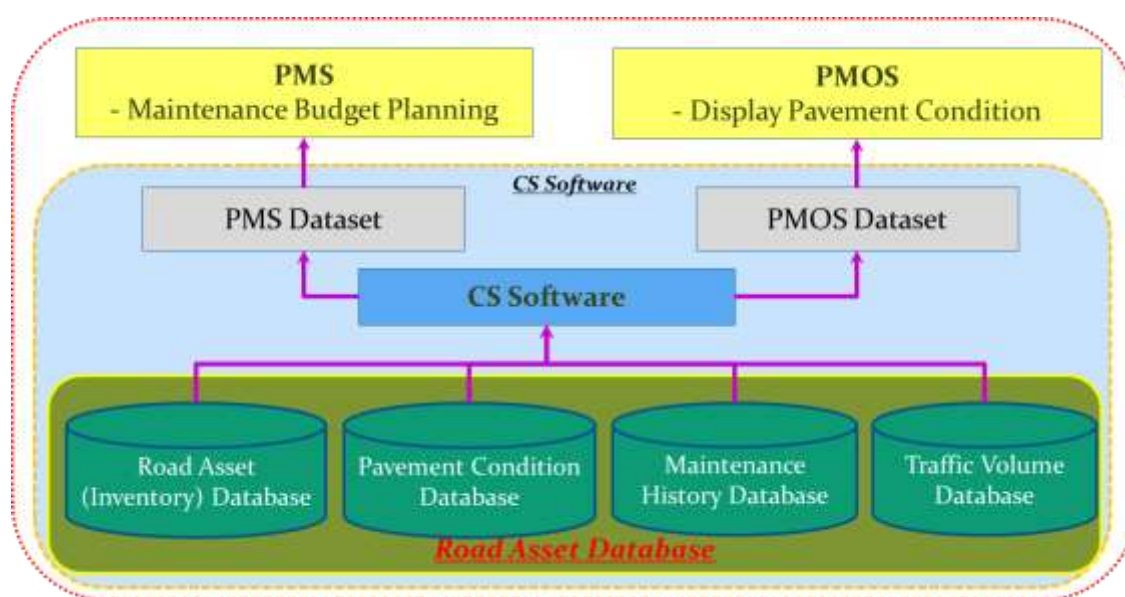 PMS
- Maintenance Budget Planning
PMOS
- Display Pavement Condition
CS Software
PMS Dataset
PMOS Dataset
CS Software
Road Asset
(Inventory) Database
Pavement Condition
Database
Maintenance
History Database
Traffic Volume
Database
Road Asset Database